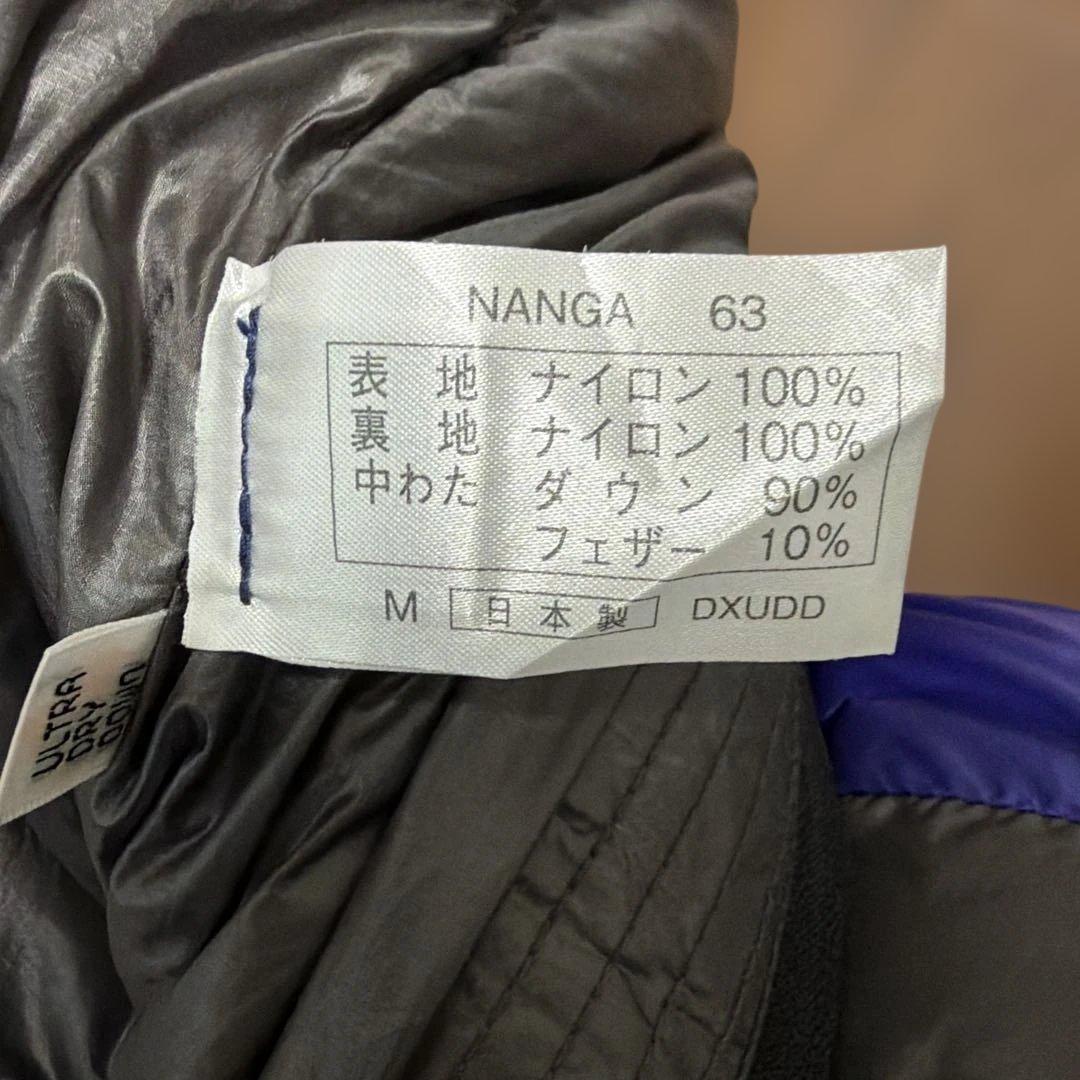 NANGA 63
表 地 ナイロン 100%
裏 地 ナイロン 100%
中わた ダ ウ ン 90%
フェザー 10%
M 日本製 DXUDD
ULTRA
DRY
DOWN